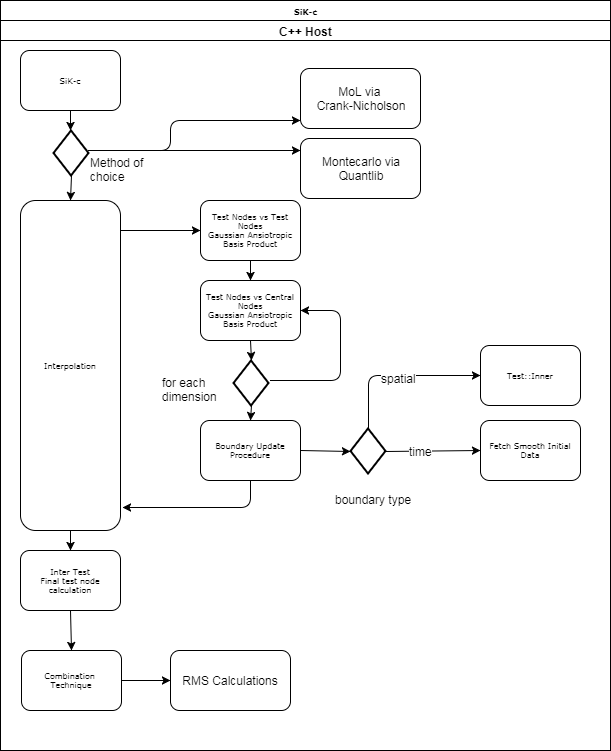 SiK-c
C++ Host
SiK-c
Method of
choice
MoL via
Crank-Nicholson
Montecarlo via
Quantlib
Interpolation
Test Nodes vs Test
Nodes
Gaussian Ansiotropic
Basis Product
Test Nodes vs Central
Nodes
Gaussian Ansiotropic
Basis Product
for each
dimension
Boundary Update
Procedure
spatial
Test::Inner
time
Fetch Smooth Initial
Data
boundary type
Inter Test
Final test node
calculation
Combination
Technique
RMS Calculations